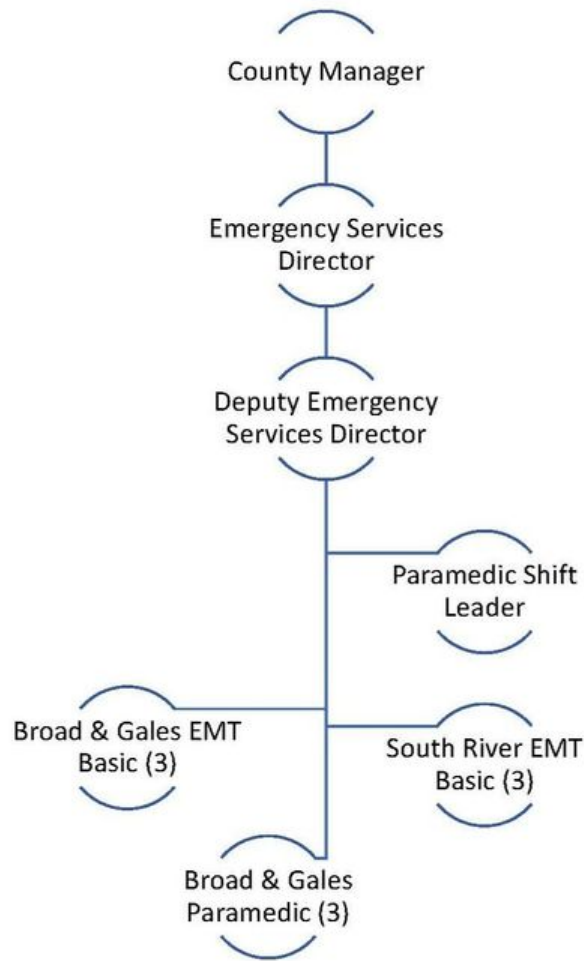 County Manager
Emergency Services
Director
Deputy Emergency
Services Director
Paramedic Shift
Leader
Broad & Gales EMT
Basic (3)
South River EMT
Basic (3)
Broad & Gales
Paramedic (3)